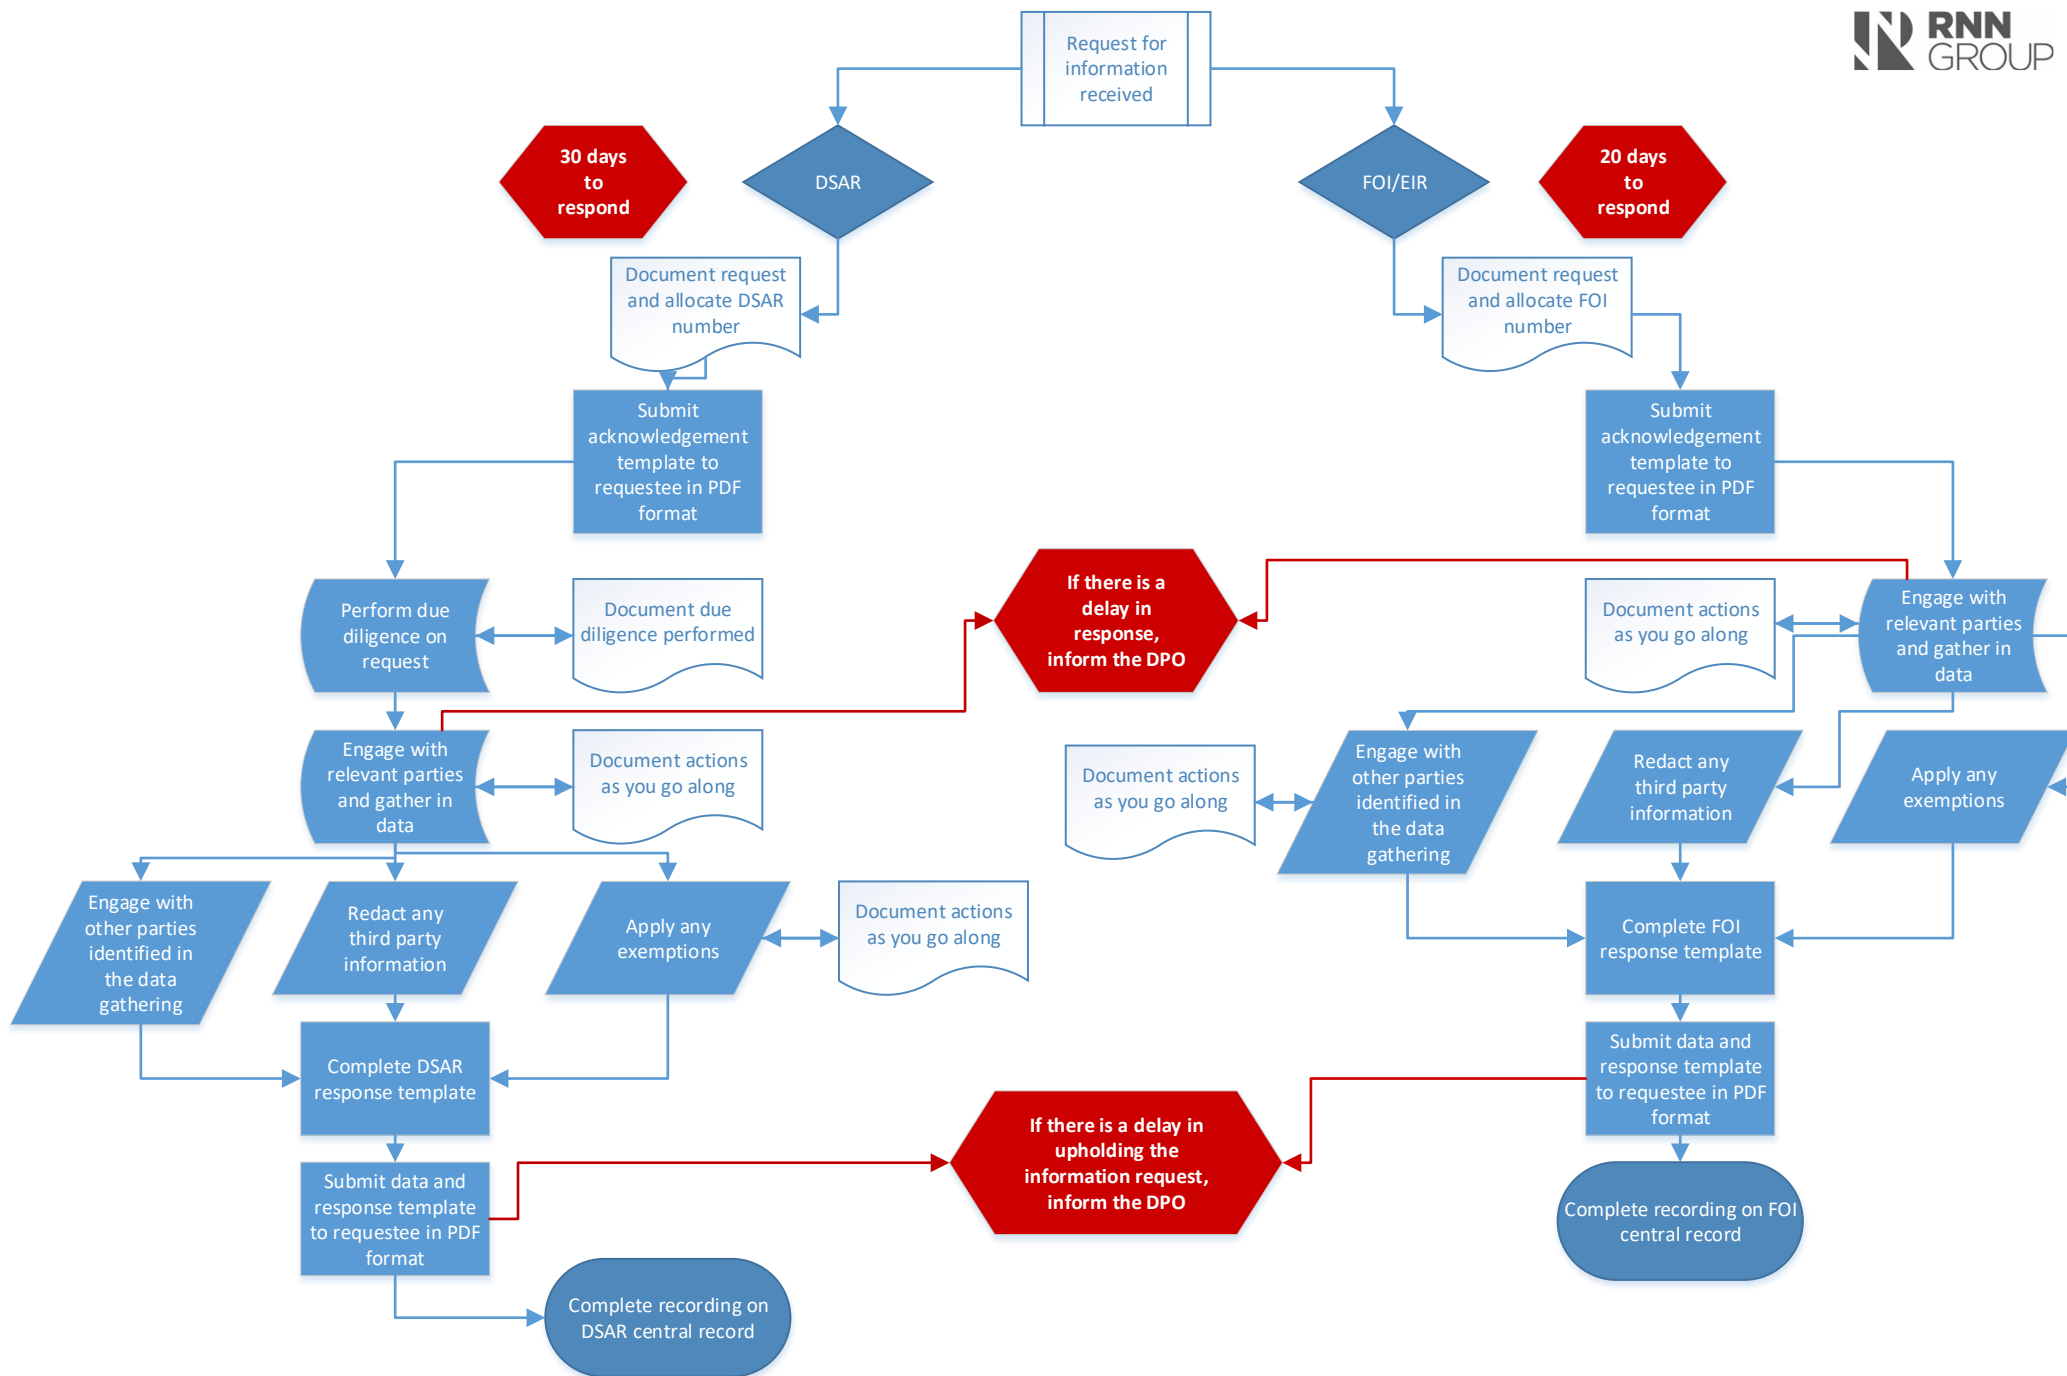 RNN
GROUP
Request for
information
received
30 days
to
respond
DSAR
FOI/EIR
20 days
to
respond
Document request
and allocate DSAR
number
Document request
and allocate FOI
number
Submit
acknowledgement
template to
requestee in PDF
format
Submit
acknowledgement
template to
requestee in PDF
format
Perform due
diligence on
request
Document due
diligence performed
If there is a
delay in
response,
inform the DPO
Document actions
as you go along
Engage with
relevant parties
and gather in
data
Engage with
relevant parties
and gather in
data
Document actions
as you go along
Document actions
as you go along
Engage with
other parties
identified in
the data
gathering
Redact any
third party
information
Apply any
exemptions
Engage with
other parties
identified in
the data
gathering
Redact any
third party
information
Apply any
exemptions
Document actions
as you go along
Complete FOI
response template
Complete DSAR
response template
Submit data and
response template
to requestee in PDF
format
If there is a delay in
upholding the
information request,
inform the DPO
Submit data and
response template
to requestee in PDF
format
Complete recording on FOI
central record
Complete recording on
DSAR central record